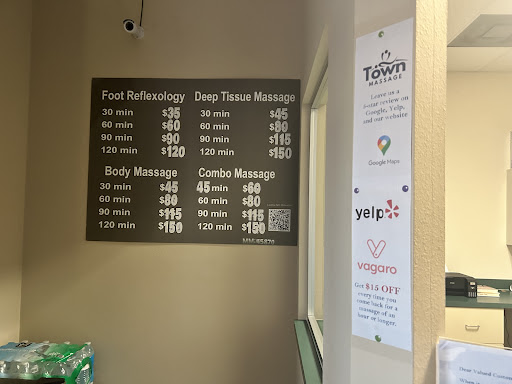 Foot Reflexology
30 min $35
60 min $60
90 min $90
120 min $120
Deep Tissue Massage
30 min $45
60 min $80
90 min $115
120 min $150
Body Massage
30 min $45
60 min $80
90 min $115
120 min $150
Combo Massage
45 min $60
60 min $80
90 min $115
120 min $150
Town
MASSAGE
Leave us a
5-star review on
Google, Yelp,
and our website
Google Maps
yelp
vagaro
Get $15 OFF
every time you
come back for a
massage of an
hour or longer.
Dear Valued